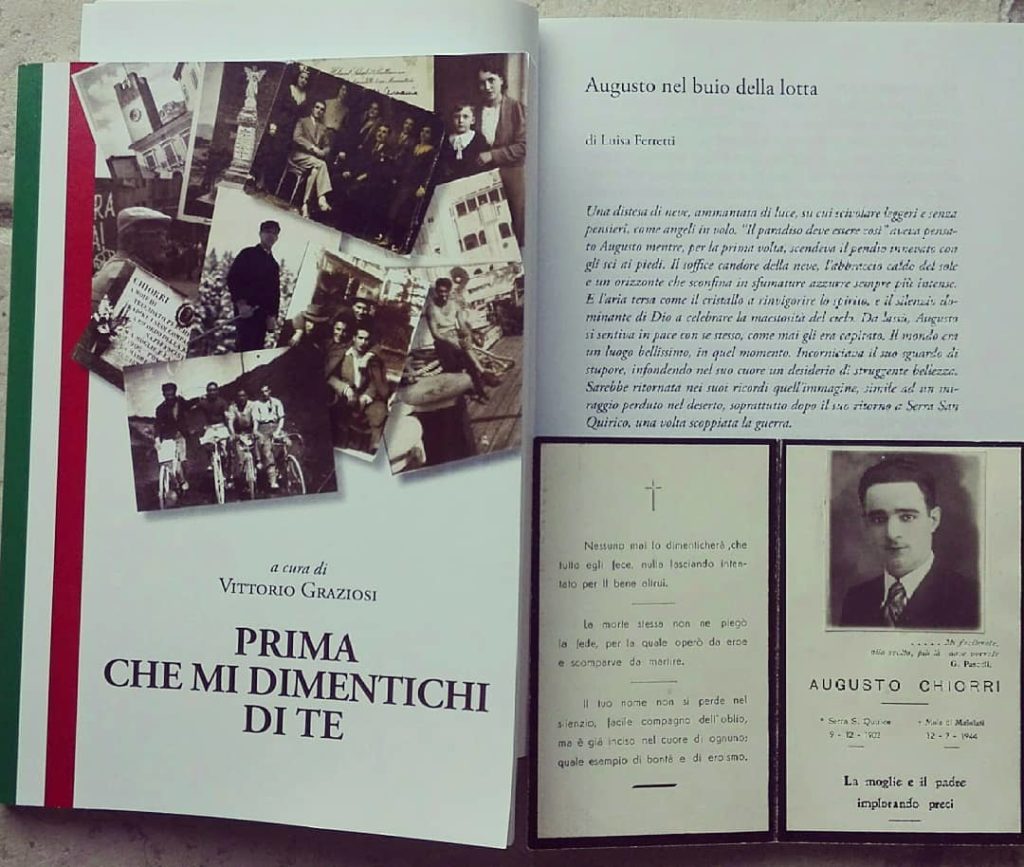 CHIORRI
a cura di
VITTORIO GRAZIOSI
PRIMA
CHE MI DIMENTICHI
DI TE
Augusto nel buio della lotta
di Luisa Ferretti
Una distesa di neve, ammantata di luce, su cui scivolare leggeri e senza
pensieri, come angeli in volo. "Il paradiso deve essere così" aveva pensa-
to Augusto mentre, per la prima volta, scendeva il pendio innevato con
gli sci ai piedi. Il soffice candore della neve, l'abbraccio caldo del sole
e un orizzonte che sconfina in sfumature azzurre sempre più intense.
E l'aria tersa come il cristallo a rinvigorire lo spirito, e il silenzio do-
minante di Dio a celebrare la maestosità del cielo. Da lassù, Augusto
si sentiva in pace con se stesso, come mai gli era capitato. Il mondo era
un luogo bellissimo, in quel momento. Incorniciava il suo sguardo di
stupore, infondendo nel suo cuore un desiderio di struggente bellezza.
Sarebbe ritornata nei suoi ricordi quell'immagine, simile ad un mi-
raggio perduto nel deserto, soprattutto dopo il suo ritorno a Serra San
Quirico, una volta scoppiata la guerra.
Nessuno mai lo dimenticherà, che
tutto egli fece, nulla lasciando inten-
tato per il bene altrui.
La morte stessa non ne piegò
la fede, per la quale operò da eroe
e scomparve da martire.
Il tuo nome non si perde nel
silenzio, facile compagno dell'oblio,
ma è già inciso nel cuore di ognuno:
quale esempio di bontà e di eroismo.
G. Pascoli.
AUGUSTO CHIORRI
* Serra S. Quirico
9 - 12 - 1902
12 - 7 - 1944
La moglie e il padre
implorando preci